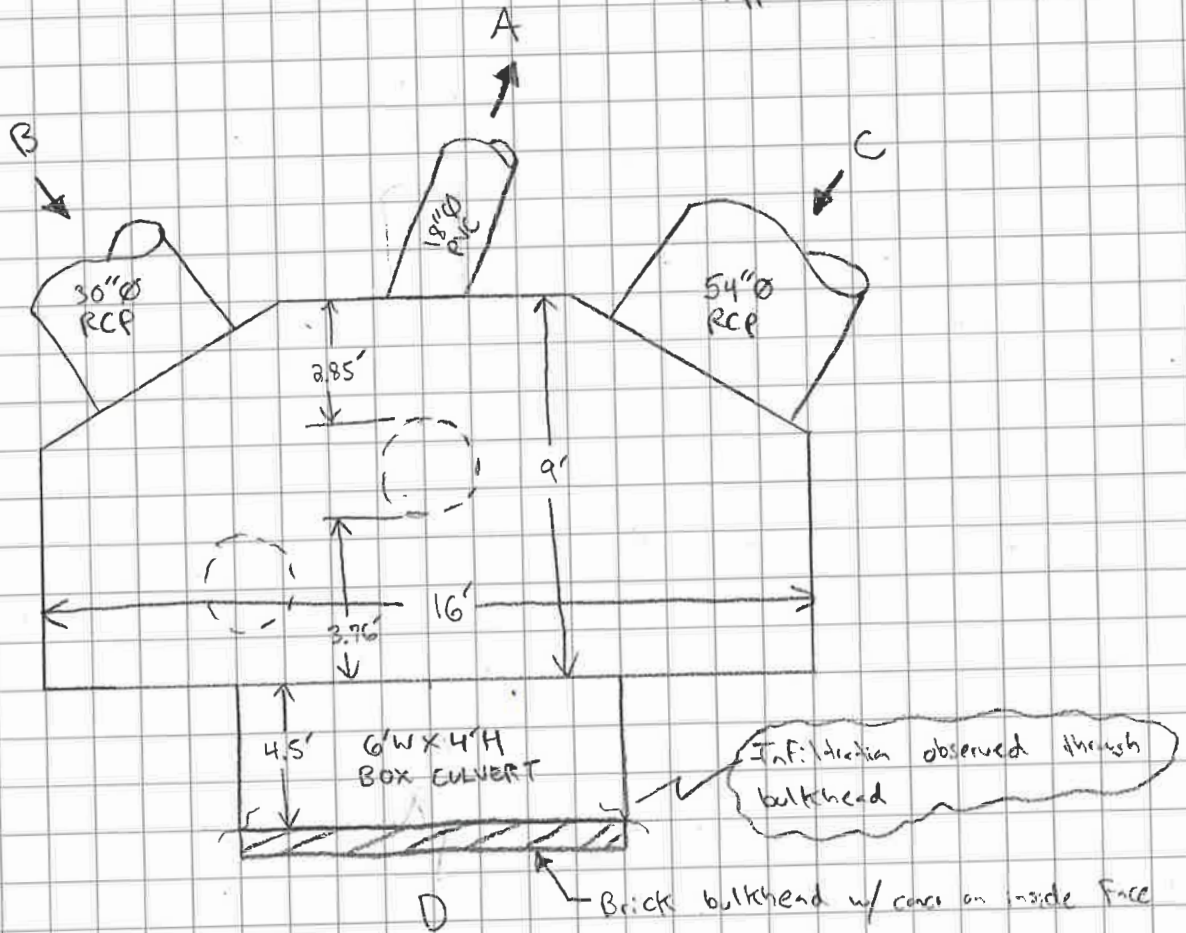 A
B
C
18"Ø
PVC
30"Ø
RCP
54"Ø
RCP
2.85'
9'
16'
3.76'
4.5'
6'W X 4'H
BOX CULVERT
Infiltration observed through
bulkhead
Brick bulkhead w/ conc on inside face
D